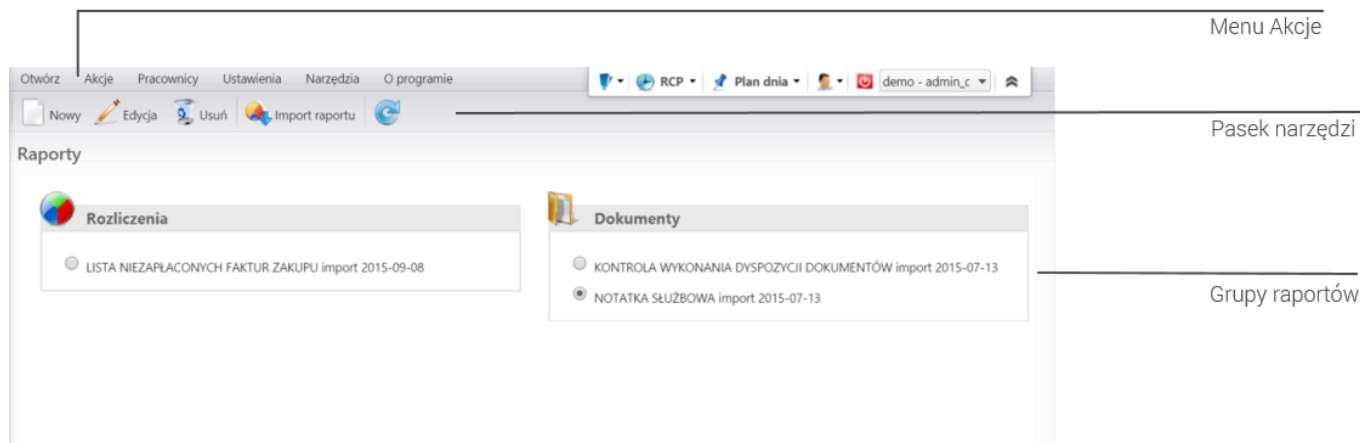 Menu Akcje
Otwórz Akcje Pracownicy Ustawienia Narzędzia O programie RCP Plan dnia demo - admin_c
Nowy Edycja Usuń Import raportu
Pasek narzędzi
Raporty
Rozliczenia Dokumenty
LISTA NIEZAPŁACONYCH FAKTUR ZAKUPU import 2015-09-08 KONTROLA WYKONANIA DYSPOZYCJI DOKUMENTÓW import 2015-07-13
NOTATKA SŁUŻBOWA import 2015-07-13
Grupy raportów